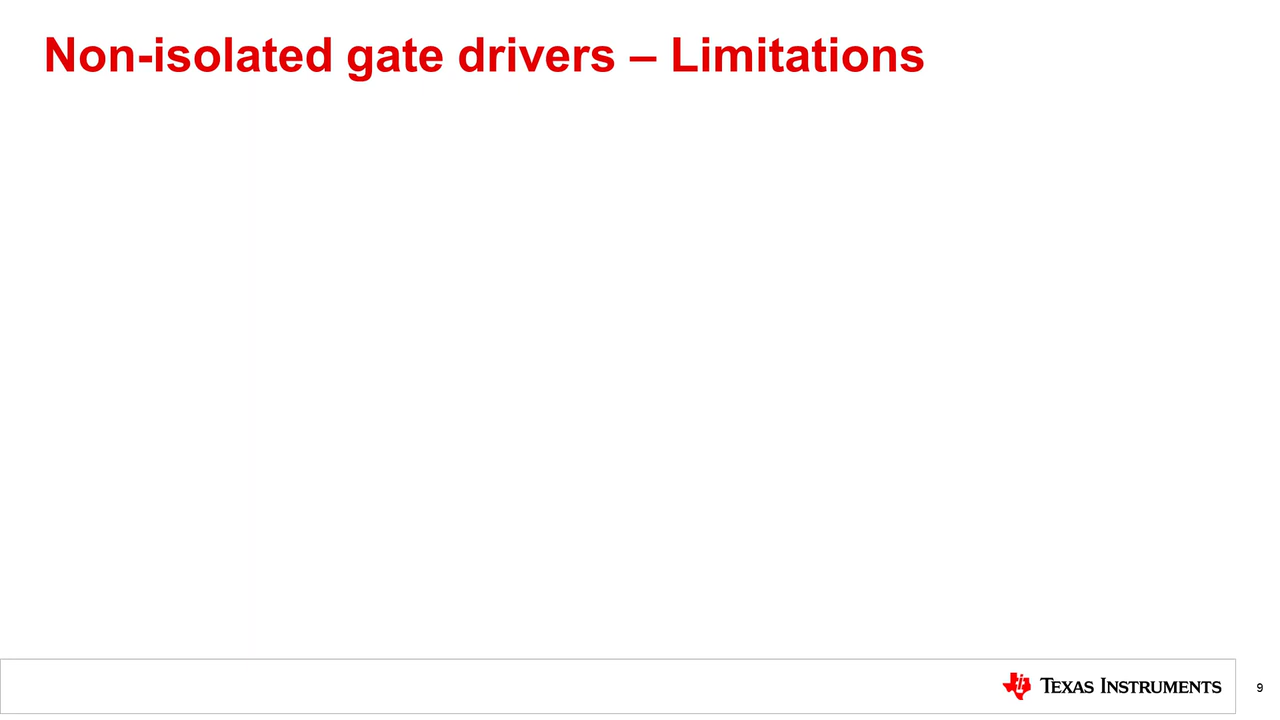 Non-isolated gate drivers – Limitations
TEXAS INSTRUMENTS
9